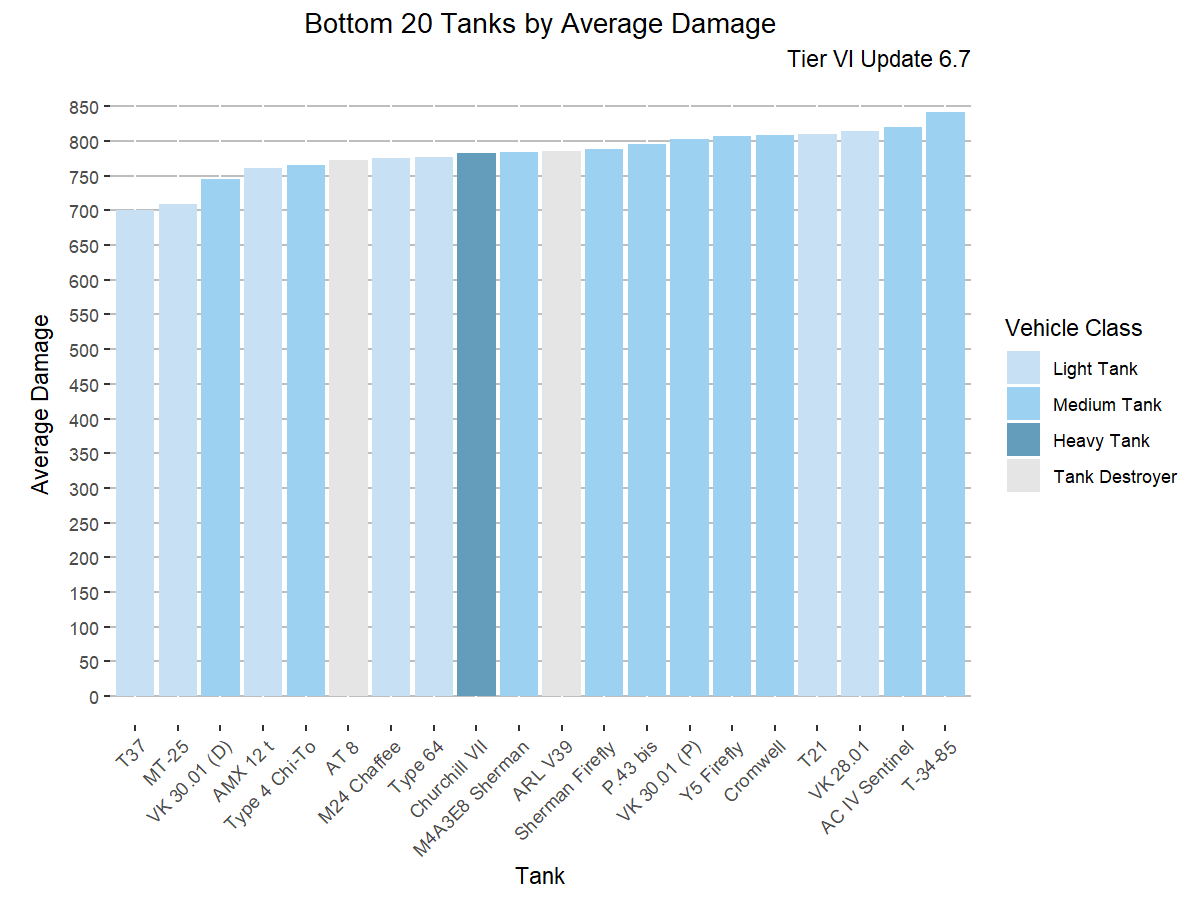 Bottom 20 Tanks by Average Damage
Tier VI Update 6.7
850
800
750
700
650
600
550
500
450
400
350
300
250
200
150
100
50
0
Average Damage
T37
MT-25
VK 30.01 (D)
AMX 12 t
Type 4 Chi-To
AT 8
M24 Chaffee
Type 64
Churchill VII
M4A3E8 Sherman
ARL V39
Sherman Firefly
P.43 bis
VK 30.01 (P)
Y5 Firefly
Cromwell
T21
VK 28.01
AC IV Sentinel
T-34-85
Tank
Vehicle Class
Light Tank
Medium Tank
Heavy Tank
Tank Destroyer